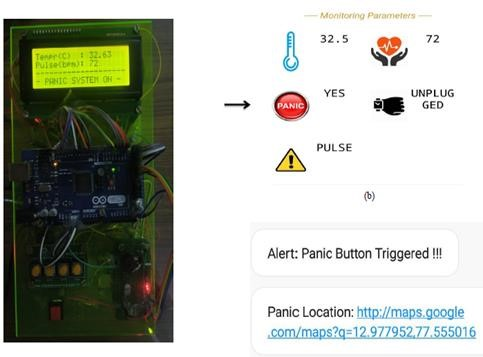 Temp(C) : 32.63
Pulse(bpm): 72
- PANIC SYSTEM ON -
ARDUINO
Monitoring Parameters
32.5
72
PANIC
YES
UNPLUG
GED
PULSE
(b)
Alert: Panic Button Triggered !!!
Panic Location: http://maps.google
.com/maps?q=12.977952,77.555016